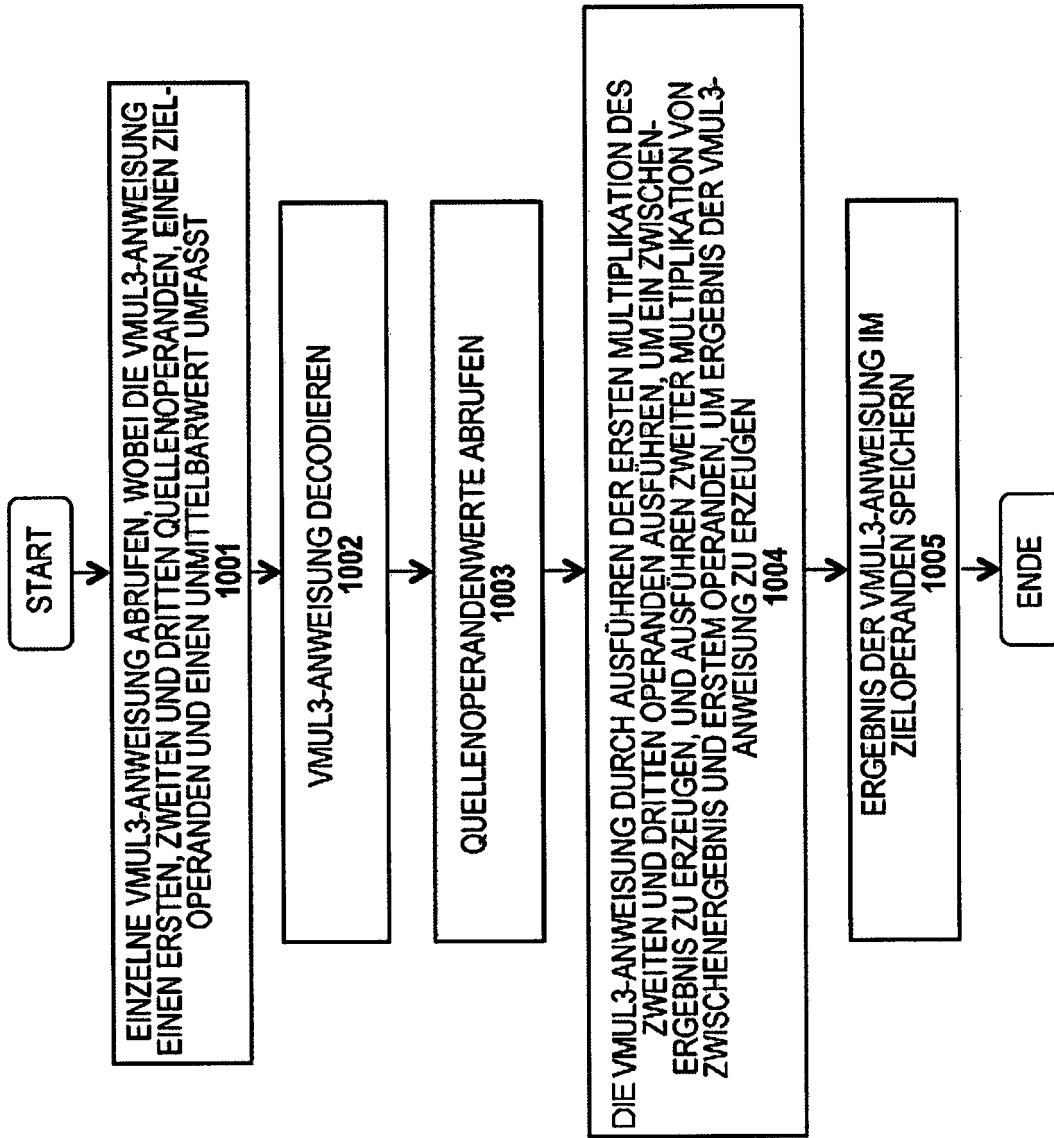 START
EINZELNE VMUL3-ANWEISUNG ABRUFEN, WOBEI DIE VMUL3-ANWEISUNG
EINEN ERSTEN, ZWEITEN UND DRITTEN QUELLENOPERANDEN, EINEN ZIEL-
OPERANDEN UND EINEN UNMITTELBARWERT UMFASST
1001
VMUL3-ANWEISUNG DECODIEREN
1002
QUELLENOPERANDENWERTE ABRUFEN
1003
DIE VMUL3-ANWEISUNG DURCH AUSFÜHREN DER ERSTEN MULTIPLIKATION DES
ZWEITEN UND DRITTEN OPERANDEN AUSFÜHREN, UM EIN ZWISCHEN-
ERGEBNIS ZU ERZEUGEN, UND AUSFÜHREN ZWEITER MULTIPLIKATION VON
ZWISCHENERGEBNIS UND ERSTEM OPERANDEN, UM ERGEBNIS DER VMUL3-
ANWEISUNG ZU ERZEUGEN
1004
ERGEBNIS DER VMUL3-ANWEISUNG IM
ZIELOPERANDEN SPEICHERN
1005
ENDE